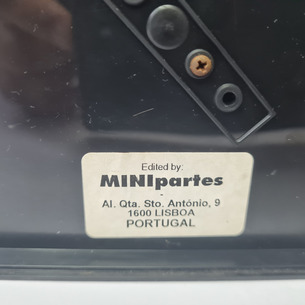 Edited by:
MINIpartes
Al. Qta. Sto. António, 9
1600 LISBOA
PORTUGAL